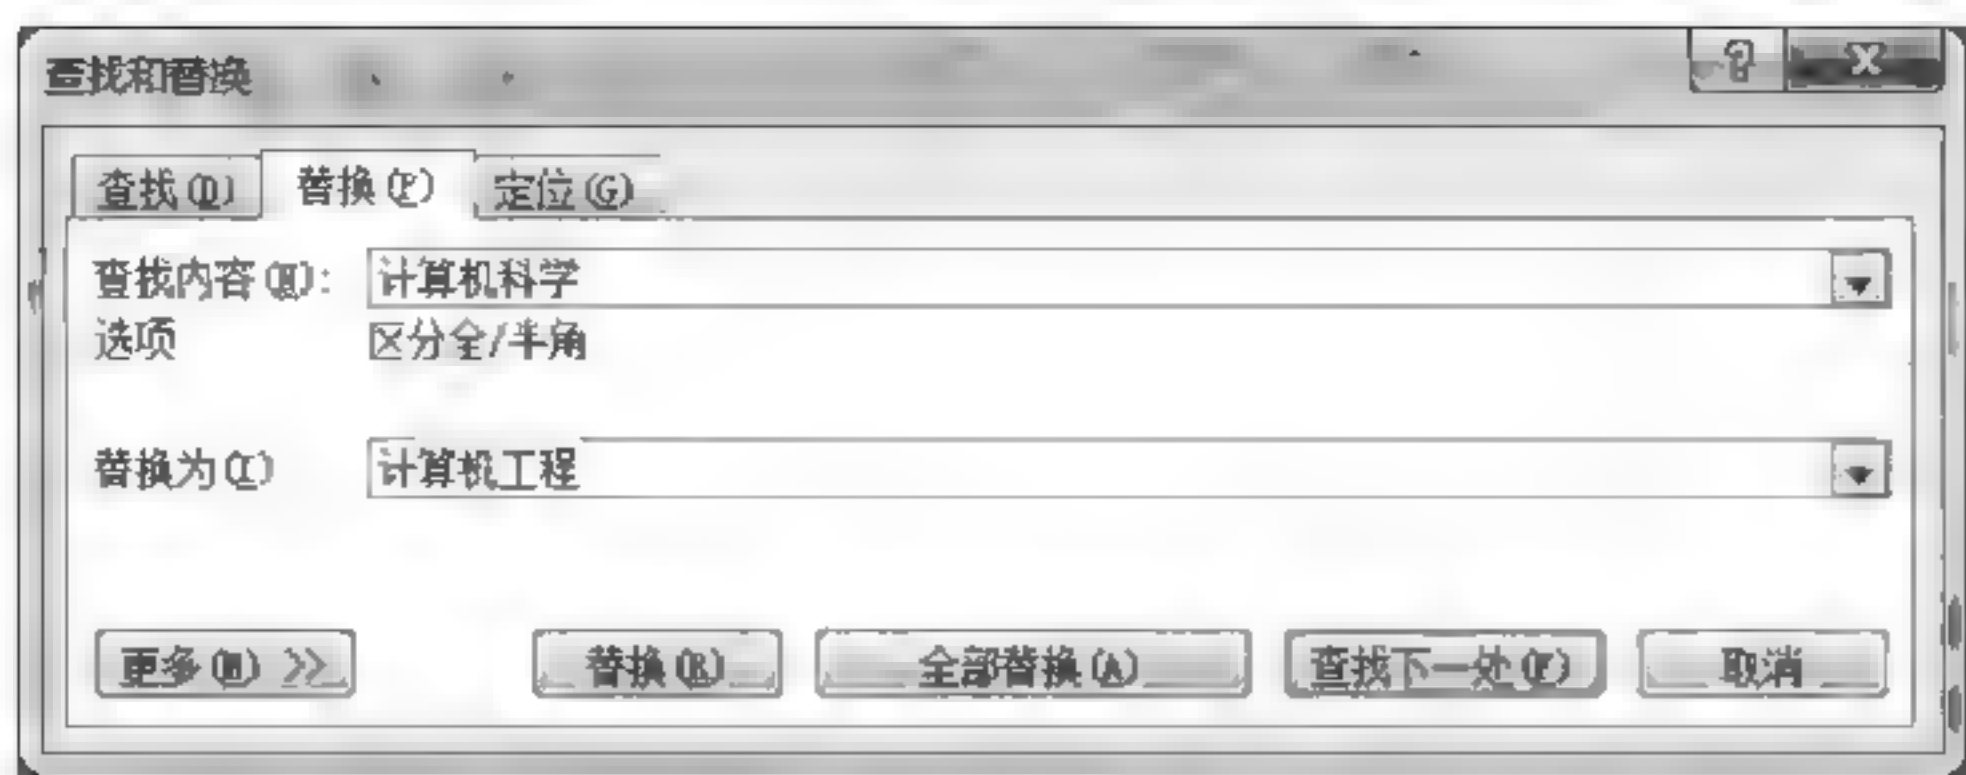 查找和替换
查找(D) 替换(P) 定位(G)
查找内容(N): 计算机科学
选项 区分全/半角
替换为(I) 计算机工程
更多(M) >> 替换(R) 全部替换(A) 查找下一处(F) 取消